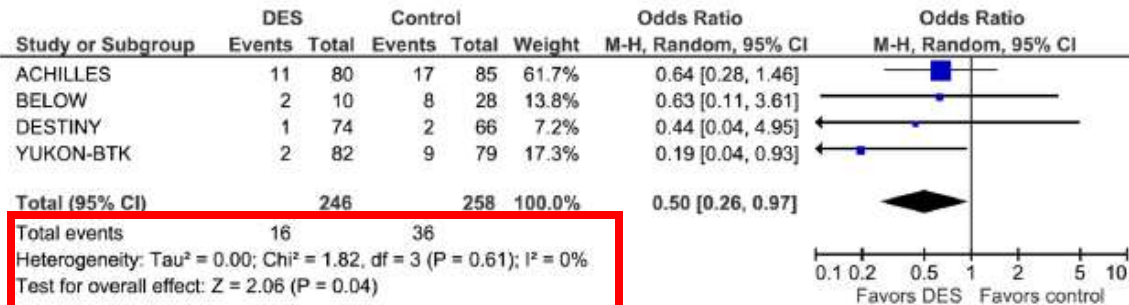 DES Control Odds Ratio Odds Ratio
Study or Subgroup Events Total Events Total Weight M-H, Random, 95% CI M-H, Random, 95% CI
ACHILLES 11 80 17 85 61.7% 0.64 [0.28, 1.46]
BELOW 2 10 8 28 13.8% 0.63 [0.11, 3.61]
DESTINY 1 74 2 66 7.2% 0.44 [0.04, 4.95]
YUKON-BTK 2 82 9 79 17.3% 0.19 [0.04, 0.93]
Total (95% CI) 246 258 100.0% 0.50 [0.26, 0.97]
Total events 16 36
Heterogeneity: Tau² = 0.00; Chi² = 1.82, df = 3 (P = 0.61); I² = 0%
Test for overall effect: Z = 2.06 (P = 0.04)
0.1 0.2 0.5 1 2 5 10
Favors DES Favors control